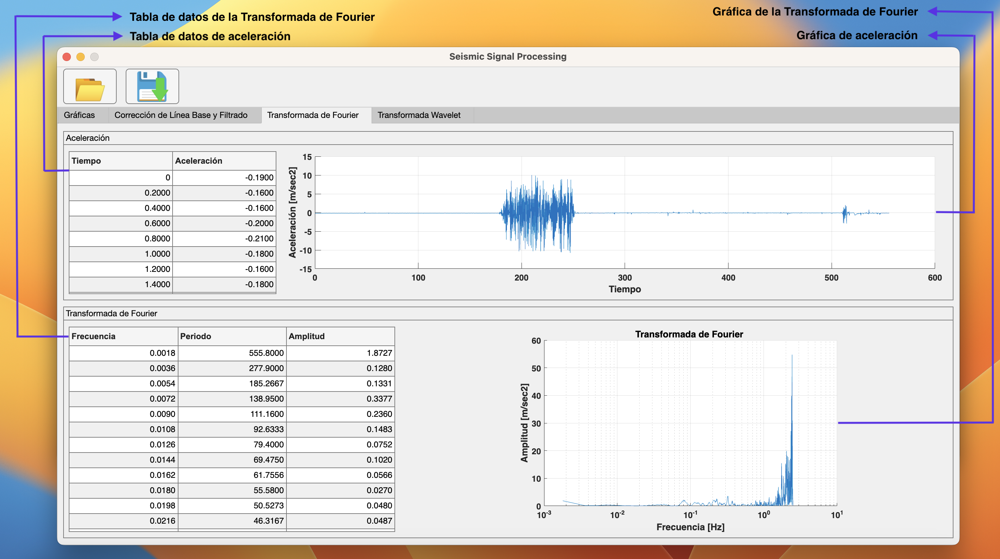 Tabla de datos de la Transformada de Fourier
Gráfica de la Transformada de Fourier
Tabla de datos de aceleración
Gráfica de aceleración
Seismic Signal Processing
Gráficas
Corrección de Línea Base y Filtrado
Transformada de Fourier
Transformada Wavelet
Aceleración
Tiempo Aceleración
0 -0.1900
0.2000 -0.1600
0.4000 -0.1600
0.6000 -0.2000
0.8000 -0.2100
1.0000 -0.1800
1.2000 -0.1600
1.4000 -0.1800
Aceleración [m/sec2]
15
10
5
0
-5
-10
-15
0 100 200 300 400 500 600
Tiempo
Transformada de Fourier
Frecuencia Periodo Amplitud
0.0018 555.8000 1.8727
0.0036 277.9000 0.1280
0.0054 185.2667 0.1331
0.0072 138.9500 0.3377
0.0090 111.1600 0.2360
0.0108 92.6333 0.1483
0.0126 79.4000 0.0752
0.0144 69.4750 0.1020
0.0162 61.7556 0.0566
0.0180 55.5800 0.0270
0.0198 50.5273 0.0480
0.0216 46.3167 0.0487
Transformada de Fourier
Amplitud [m/sec2]
60
50
40
30
20
10
0
10-3 10-2 10-1 100 101
Frecuencia [Hz]